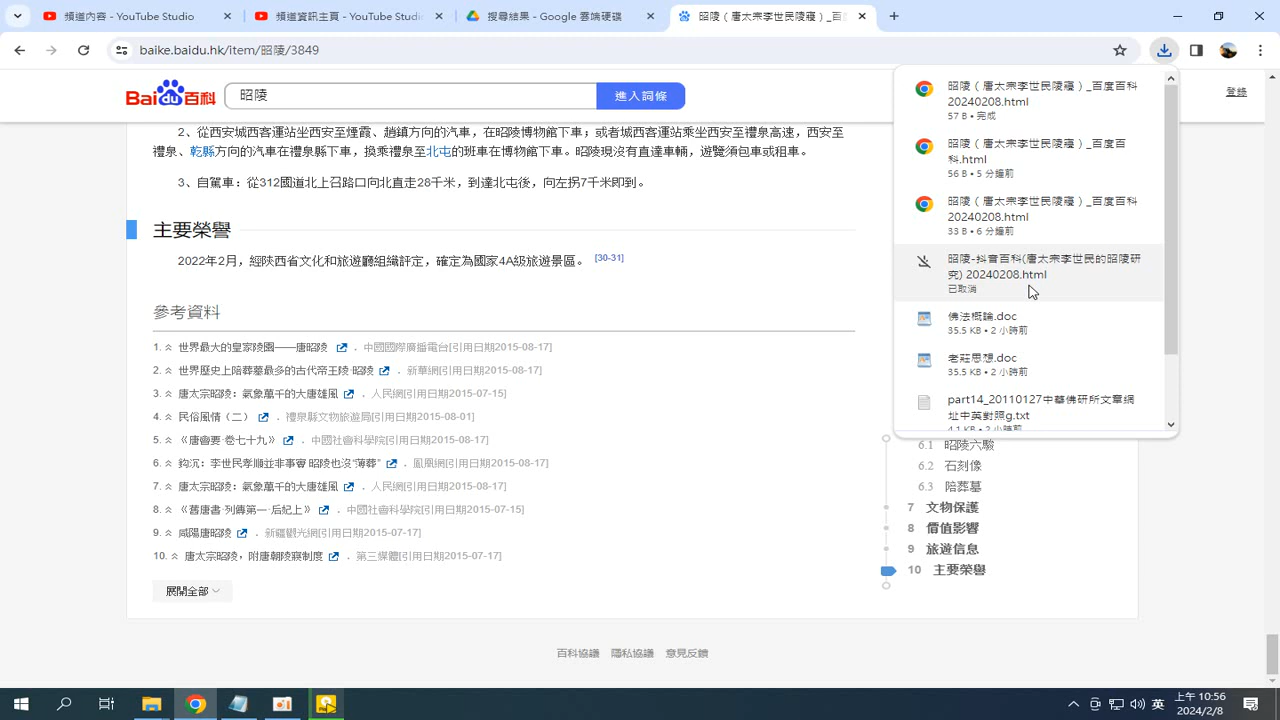 頻道內容 - YouTube Studio
頻道資訊主頁 - YouTube Studio
搜尋結果 - Google 雲端硬碟
昭陵（唐太宗李世民陵寢）_百
baike.baidu.hk/item/昭陵/3849
Bai du 百科
昭陵
進入詞條
登錄
2、從西安城西客運站坐西安至煙霞、趙鎮方向的汽車，在昭陵博物館下車；或者城西客運站乘坐西安至禮泉高速，西安至
禮泉、乾縣方向的汽車在禮泉縣下車，換乘禮泉至北屯的班車在博物館下車。昭陵現沒有直達車輛，遊覽須包車或租車。
3、自駕車：從312國道北上召路口向北直走28千米，到達北屯後，向左拐7千米即到。
主要榮譽
2022年2月，經陝西省文化和旅遊廳組織評定，確定為國家4A級旅遊景區。 [30-31]
參考資料
1. 世界最大的皇家陵園——唐昭陵 ．中國國際廣播電台[引用日期2015-08-17]
2. 世界歷史上陪葬墓最多的古代帝王陵·昭陵 ．新華網[引用日期2015-08-17]
3. 唐太宗昭陵：氣象萬千的大唐雄風 ．人民網[引用日期2015-07-15]
4. 民俗風情（二） ．禮泉縣文物旅遊局[引用日期2015-08-01]
5. 《唐會要·卷七十九》 ．中國社會科學院[引用日期2015-08-17]
6. 鈎沉：李世民孝順並非事實 昭陵也沒“薄葬” ．鳳凰網[引用日期2015-08-17]
7. 唐太宗昭陵：氣象萬千的大唐雄風 ．人民網[引用日期2015-08-17]
8. 《舊唐書·列傳第一·后妃上》 ．中國社會科學院[引用日期2015-07-15]
9. 咸陽唐昭陵 ．新疆觀光網[引用日期2015-07-17]
10. 唐太宗昭陵，附唐朝陵寢制度 ．第三媒體[引用日期2015-07-17]
展開全部
百科協議 隱私協議 意見反饋
昭陵（唐太宗李世民陵寢）_百度百科
20240208.html
57 B • 完成
昭陵（唐太宗李世民陵寢）_百度百
科.html
56 B • 5 分鐘前
昭陵（唐太宗李世民陵寢）_百度百科
20240208.html
33 B • 6 分鐘前
昭陵-抖音百科(唐太宗李世民的昭陵研
究) 20240208.html
已取消
佛法概論.doc
35.5 KB • 2 小時前
老莊思想.doc
35.5 KB • 2 小時前
part14_20110127中華佛研所文章網
址中英對照g.txt
4.1 KB • 2 小時前
6.1 昭陵六駿
6.2 石刻像
6.3 陪葬墓
7 文物保護
8 價值影響
9 旅遊信息
10 主要榮譽
英
上午 10:56
2024/2/8